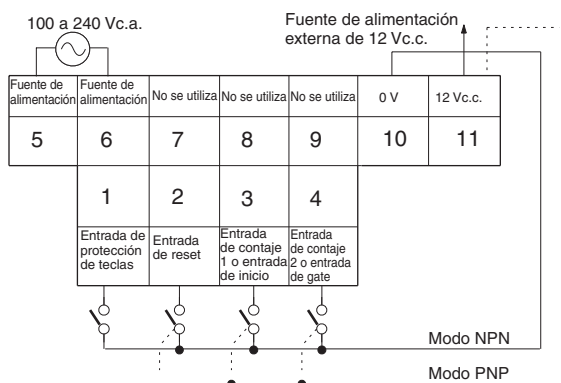 100 a 240 Vc.a.
Fuente de alimentación
externa de 12 Vc.c.
Fuente de
alimentación
Fuente de
alimentación
No se utiliza
No se utiliza
No se utiliza
0 V
12 Vc.c.
5
6
7
8
9
10
11
1
2
3
4
Entrada de
protección
de teclas
Entrada
de reset
Entrada
de contaje
1 o entrada
de inicio
Entrada
de contaje
2 o entrada
de gate
Modo NPN
Modo PNP